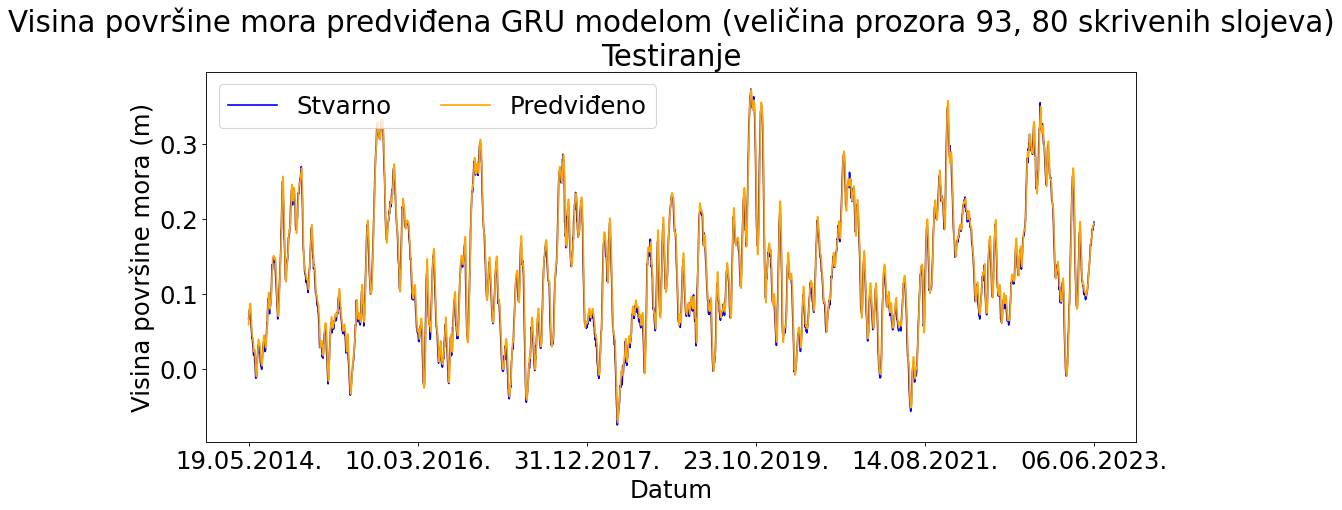 Visina površine mora predviđena GRU modelom (veličina prozora 93, 80 skrivenih slojeva)
Testiranje
Stvarno
Predviđeno
Visina površine mora (m)
0.3
0.2
0.1
0.0
19.05.2014.
10.03.2016.
31.12.2017.
23.10.2019.
14.08.2021.
06.06.2023.
Datum